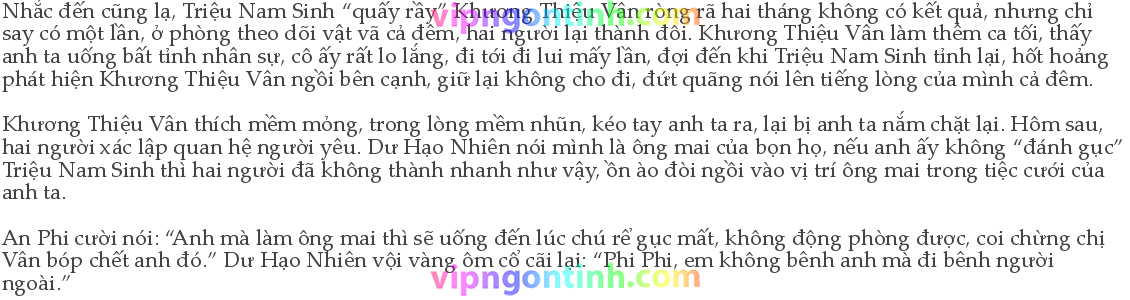 Nhắc đến cũng lạ, Triệu Nam Sinh “quấy rầy” Khương Thiệu Vân ròng rã hai tháng không có kết quả, nhưng chỉ
say có một lần, ở phòng theo dõi vật vã cả đêm, hai người lại thành đôi. Khương Thiệu Vân làm thêm ca tối, thấy
anh ta uống bất tỉnh nhân sự, cô ấy rất lo lắng, đi tới đi lui mấy lần, đợi đến khi Triệu Nam Sinh tỉnh lại, hốt hoảng
phát hiện Khương Thiệu Vân ngồi bên cạnh, giữ lại không cho đi, đứt quãng nói lên tiếng lòng của mình cả đêm.
Khương Thiệu Vân thích mềm mỏng, trong lòng mềm nhũn, kéo tay anh ta ra, lại bị anh ta nắm chặt lại. Hôm sau,
hai người xác lập quan hệ người yêu. Dư Hạo Nhiên nói mình là ông mai của bọn họ, nếu anh ấy không “đánh gục”
Triệu Nam Sinh thì hai người đã không thành nhanh như vậy, ồn ào đòi ngồi vào vị trí ông mai trong tiệc cưới của
anh ta.
An Phi cười nói: “Anh mà làm ông mai thì sẽ uống đến lúc chú rể gục mất, không động phòng được, coi chừng chị
Vân bóp chết anh đó.” Dư Hạo Nhiên vội vàng ôm cổ cãi lại: “Phi Phi, em không bênh anh mà đi bênh người
ngoài.”
vipngontinh.com
vipngontinh.com